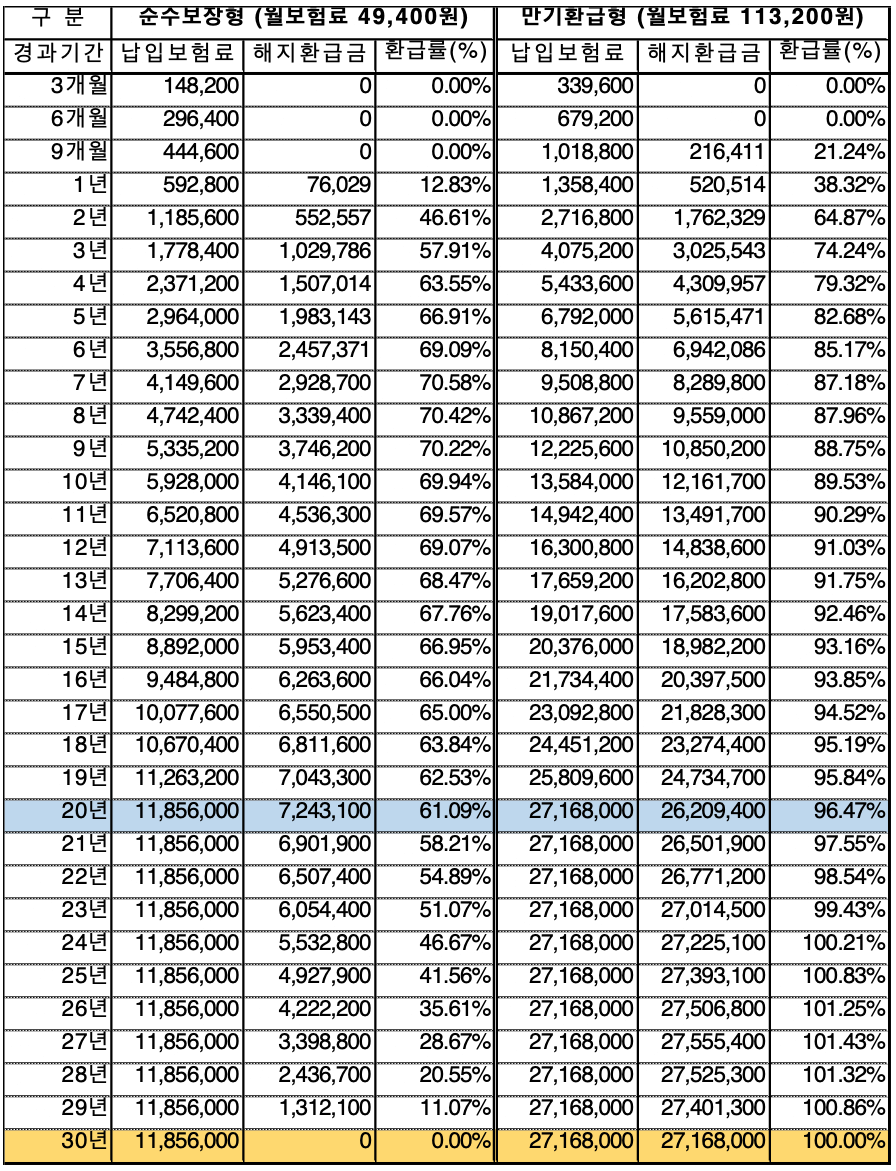 구 분 순수보장형 (월보험료 49,400원) 만기환급형 (월보험료 113,200원)
경과기간 납입보험료 해지환급금 환급률(%) 납입보험료 해지환급금 환급률(%)
3개월 148,200 0 0.00% 339,600 0 0.00%
6개월 296,400 0 0.00% 679,200 0 0.00%
9개월 444,600 0 0.00% 1,018,800 216,411 21.24%
1년 592,800 76,029 12.83% 1,358,400 520,514 38.32%
2년 1,185,600 552,557 46.61% 2,716,800 1,762,329 64.87%
3년 1,778,400 1,029,786 57.91% 4,075,200 3,025,543 74.24%
4년 2,371,200 1,507,014 63.55% 5,433,600 4,309,957 79.32%
5년 2,964,000 1,983,143 66.91% 6,792,000 5,615,471 82.68%
6년 3,556,800 2,457,371 69.09% 8,150,400 6,942,086 85.17%
7년 4,149,600 2,928,700 70.58% 9,508,800 8,289,800 87.18%
8년 4,742,400 3,339,400 70.42% 10,867,200 9,559,000 87.96%
9년 5,335,200 3,746,200 70.22% 12,225,600 10,850,200 88.75%
10년 5,928,000 4,146,100 69.94% 13,584,000 12,161,700 89.53%
11년 6,520,800 4,536,300 69.57% 14,942,400 13,491,700 90.29%
12년 7,113,600 4,913,500 69.07% 16,300,800 14,838,600 91.03%
13년 7,706,400 5,276,600 68.47% 17,659,200 16,202,800 91.75%
14년 8,299,200 5,623,400 67.76% 19,017,600 17,583,600 92.46%
15년 8,892,000 5,953,400 66.95% 20,376,000 18,982,200 93.16%
16년 9,484,800 6,263,600 66.04% 21,734,400 20,397,500 93.85%
17년 10,077,600 6,550,500 65.00% 23,092,800 21,828,300 94.52%
18년 10,670,400 6,811,600 63.84% 24,451,200 23,274,400 95.19%
19년 11,263,200 7,043,300 62.53% 25,809,600 24,734,700 95.84%
20년 11,856,000 7,243,100 61.09% 27,168,000 26,209,400 96.47%
21년 11,856,000 6,901,900 58.21% 27,168,000 26,501,900 97.55%
22년 11,856,000 6,507,400 54.89% 27,168,000 26,771,200 98.54%
23년 11,856,000 6,054,400 51.07% 27,168,000 27,014,500 99.43%
24년 11,856,000 5,532,800 46.67% 27,168,000 27,225,100 100.21%
25년 11,856,000 4,927,900 41.56% 27,168,000 27,393,100 100.83%
26년 11,856,000 4,222,200 35.61% 27,168,000 27,506,800 101.25%
27년 11,856,000 3,398,800 28.67% 27,168,000 27,555,400 101.43%
28년 11,856,000 2,436,700 20.55% 27,168,000 27,525,300 101.32%
29년 11,856,000 1,312,100 11.07% 27,168,000 27,401,300 100.86%
30년 11,856,000 0 0.00% 27,168,000 27,168,000 100.00%